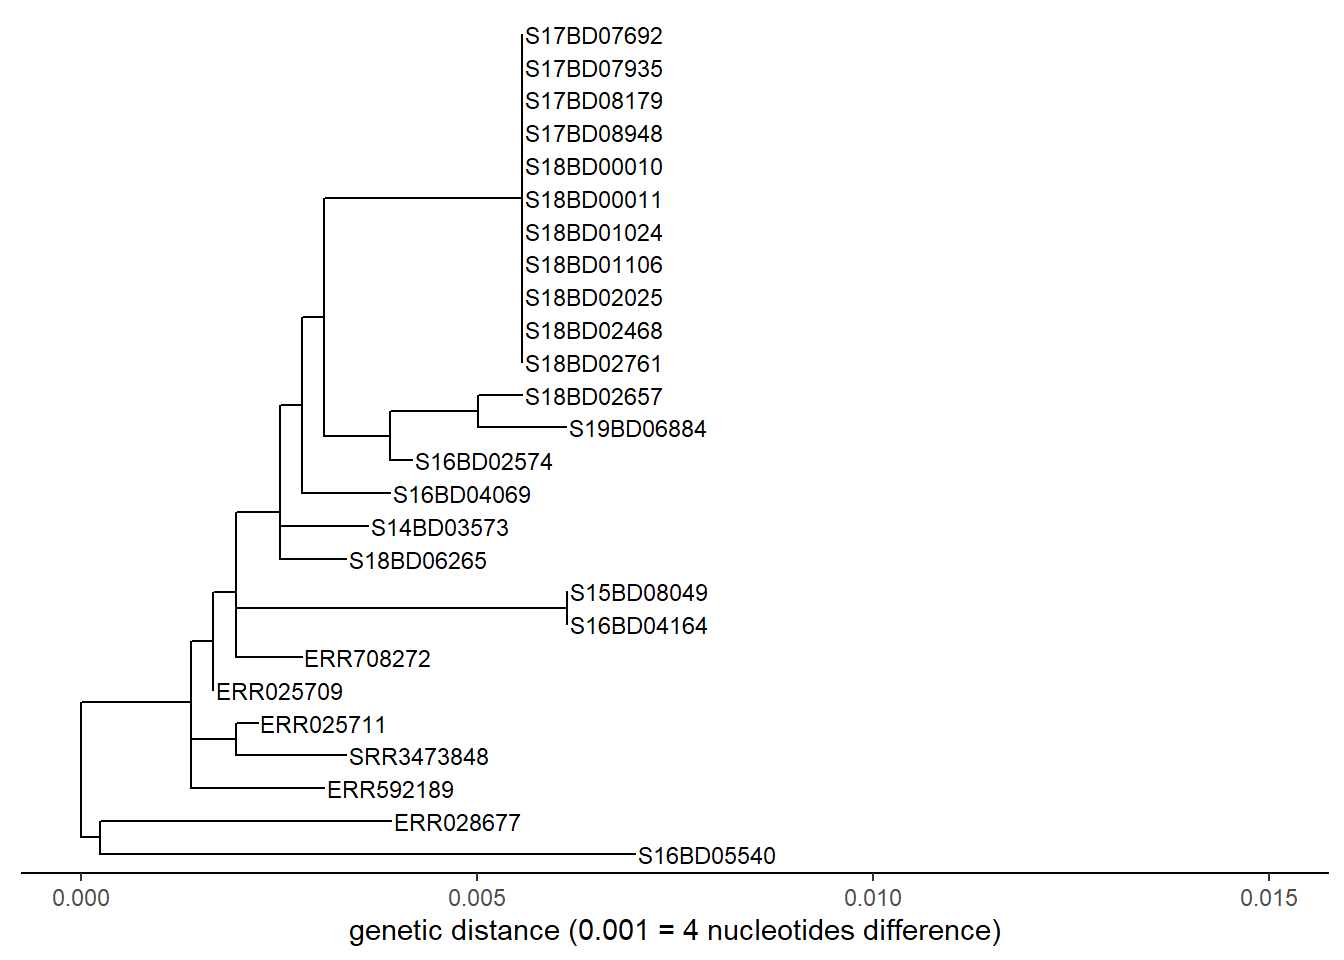 S17BD07692
S17BD07935
S17BD08179
S17BD08948
S18BD00010
S18BD00011
S18BD01024
S18BD01106
S18BD02025
S18BD02468
S18BD02761
S18BD02657
S19BD06884
S16BD02574
S16BD04069
S14BD03573
S18BD06265
S15BD08049
S16BD04164
ERR708272
ERR025709
ERR025711
SRR3473848
ERR592189
ERR028677
S16BD05540
0.000 0.005 0.010 0.015
genetic distance (0.001 = 4 nucleotides difference)